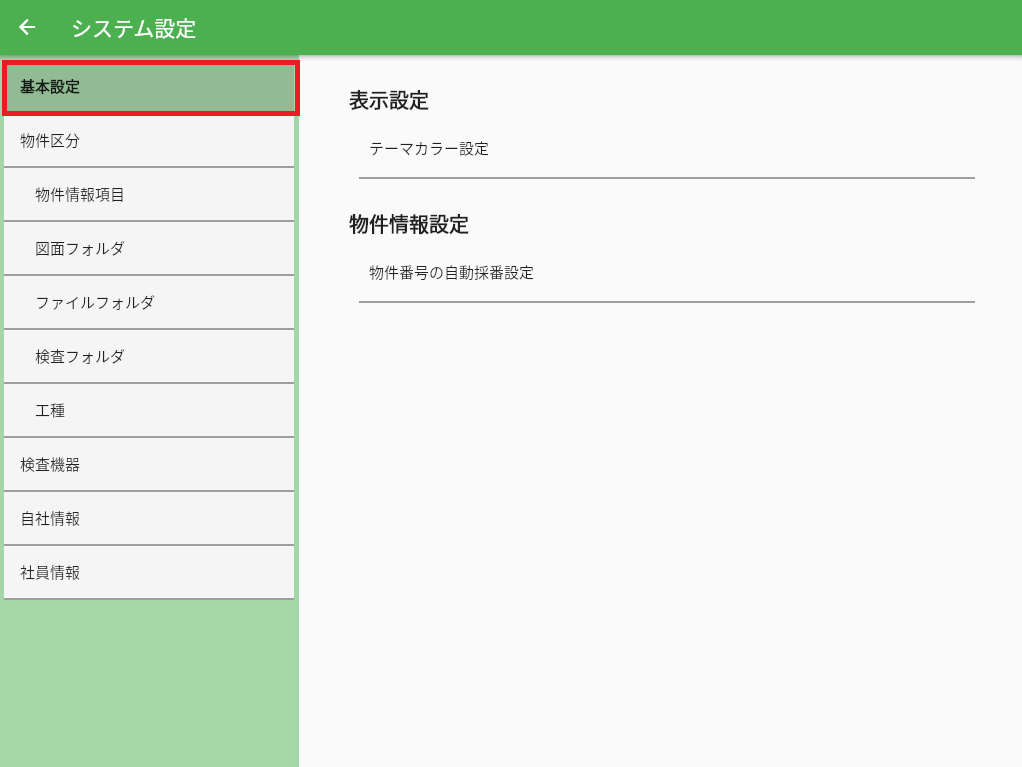 システム設定
基本設定
物件区分
物件情報項目
図面フォルダ
ファイルフォルダ
検査フォルダ
工種
検査機器
自社情報
社員情報
表示設定
テーマカラー設定
物件情報設定
物件番号の自動採番設定